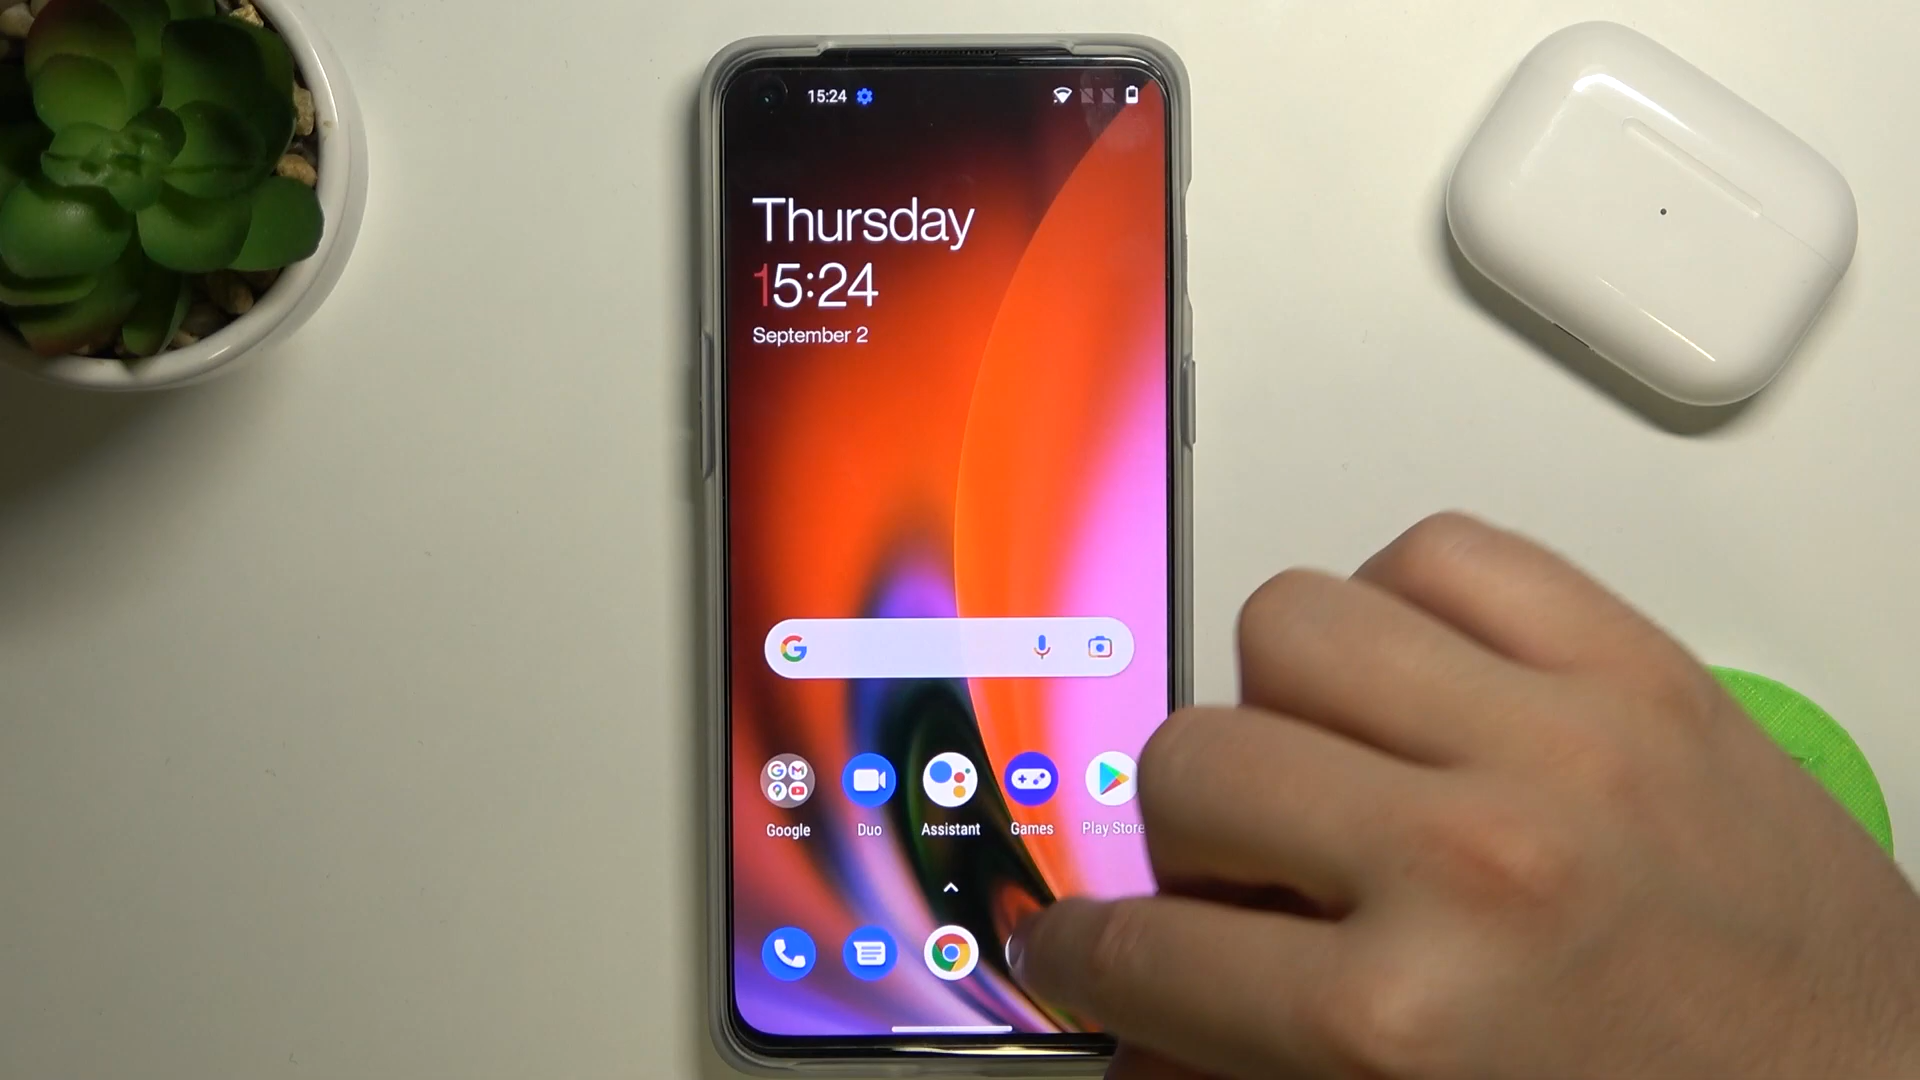 15:24
Thursday
15:24
September 2
Google
Duo
Assistant
Games
Play Store